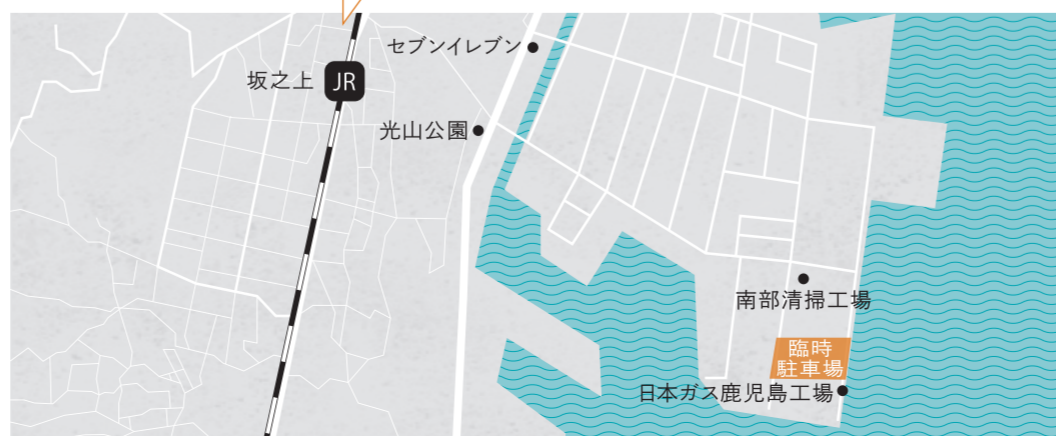 セブンイレブン
坂之上 JR
光山公園
南部清掃工場
臨時
駐車場
日本ガス鹿児島工場